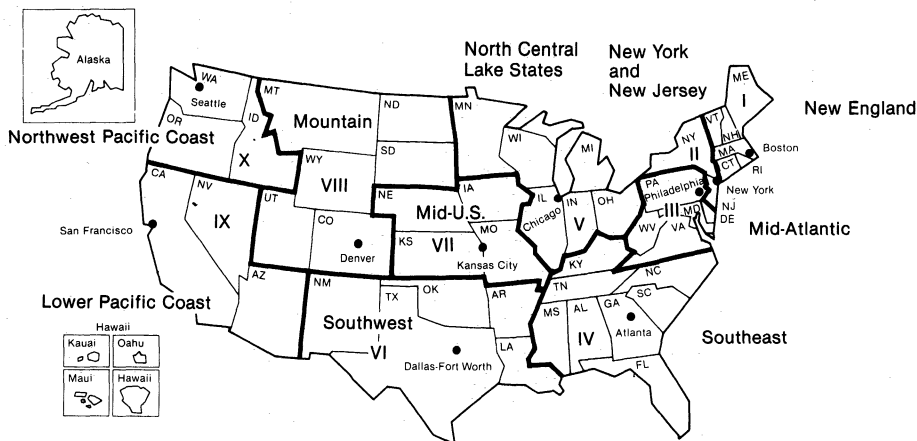 Alaska
North Central
Lake States
New York
and
New Jersey
New England
Northwest Pacific Coast
WA
Seattle
OR
ID
X
MT
Mountain
ND
SD
WY
VIII
MN
WI
MI
ME
I
VT
NH
NY
II
MA
Boston
CT
RI
New York
NJ
DE
PA
Philadelphia
III
MD
WV
VA
Mid-Atlantic
CA
NV
IX
San Francisco
UT
CO
Denver
NE
IA
Mid-U.S.
KS
VII
MO
Kansas City
IL
Chicago
IN
V
OH
KY
TN
NC
AZ
NM
TX
OK
AR
Southwest
VI
Dallas-Fort Worth
LA
MS
AL
IV
GA
SC
Atlanta
FL
Southeast
Lower Pacific Coast
Hawaii
Kauai
Oahu
Maui
Hawaii